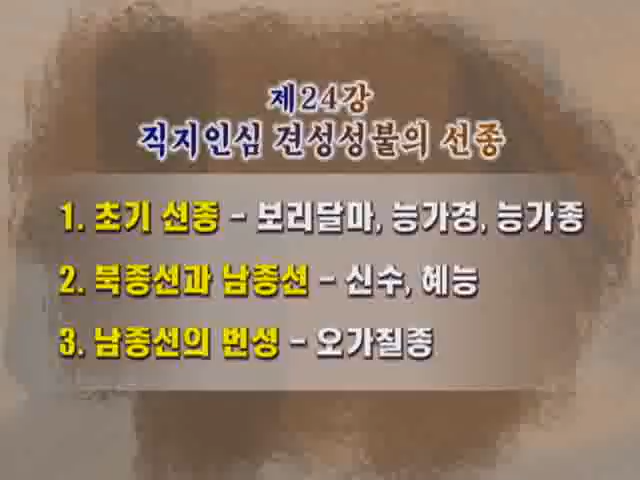 제24강
직지인심 견성성불의 선종
1. 초기 선종 - 보리달마, 능가경, 능가종
2. 북종선과 남종선 - 신수, 혜능
3. 남종선의 번성 - 오가칠종